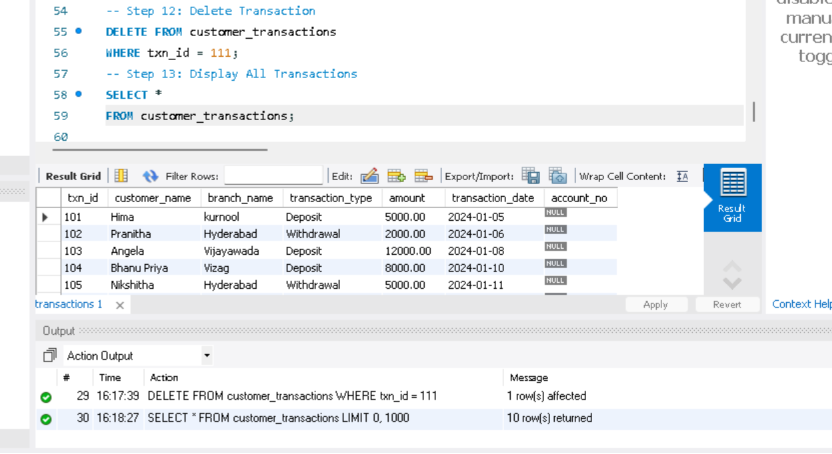 disable
manu
curren
togg
54 -- Step 12: Delete Transaction
55 DELETE FROM customer_transactions
56 WHERE txn_id = 111;
57 -- Step 13: Display All Transactions
58 SELECT *
59 FROM customer_transactions;
60
Result Grid Filter Rows: Edit: Export/Import: Wrap Cell Content:
Result
Grid
txn_id customer_name branch_name transaction_type amount transaction_date account_no
101 Hima kurnool Deposit 5000.00 2024-01-05 NULL
102 Pranitha Hyderabad Withdrawal 2000.00 2024-01-06 NULL
103 Angela Vijayawada Deposit 12000.00 2024-01-08 NULL
104 Bhanu Priya Vizag Deposit 8000.00 2024-01-10 NULL
105 Nikshitha Hyderabad Withdrawal 5000.00 2024-01-11 NULL
transactions 1 Apply Revert Context Help
Output
Action Output
# Time Action Message
29 16:17:39 DELETE FROM customer_transactions WHERE txn_id = 111 1 row(s) affected
30 16:18:27 SELECT * FROM customer_transactions LIMIT 0, 1000 10 row(s) returned